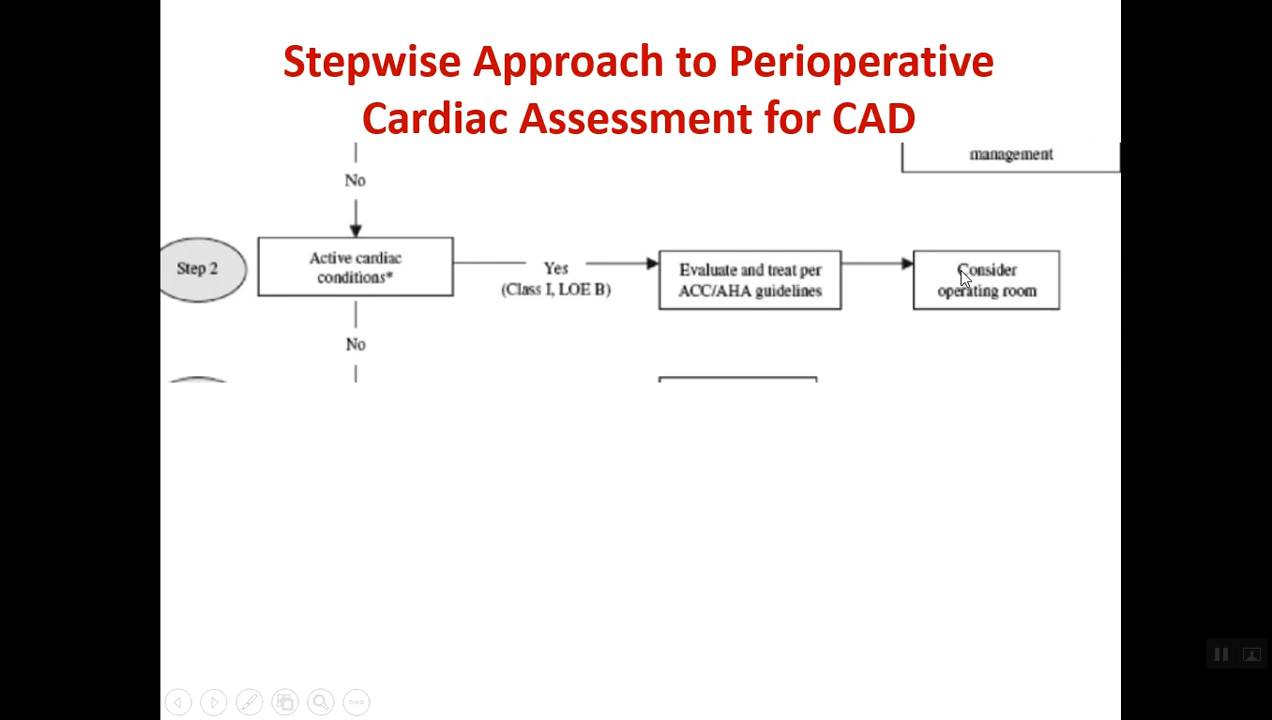 Stepwise Approach to Perioperative
Cardiac Assessment for CAD
management
No
Step 2
Active cardiac
conditions*
Yes
(Class I, LOE B)
Evaluate and treat per
ACC/AHA guidelines
Consider
operating room
No